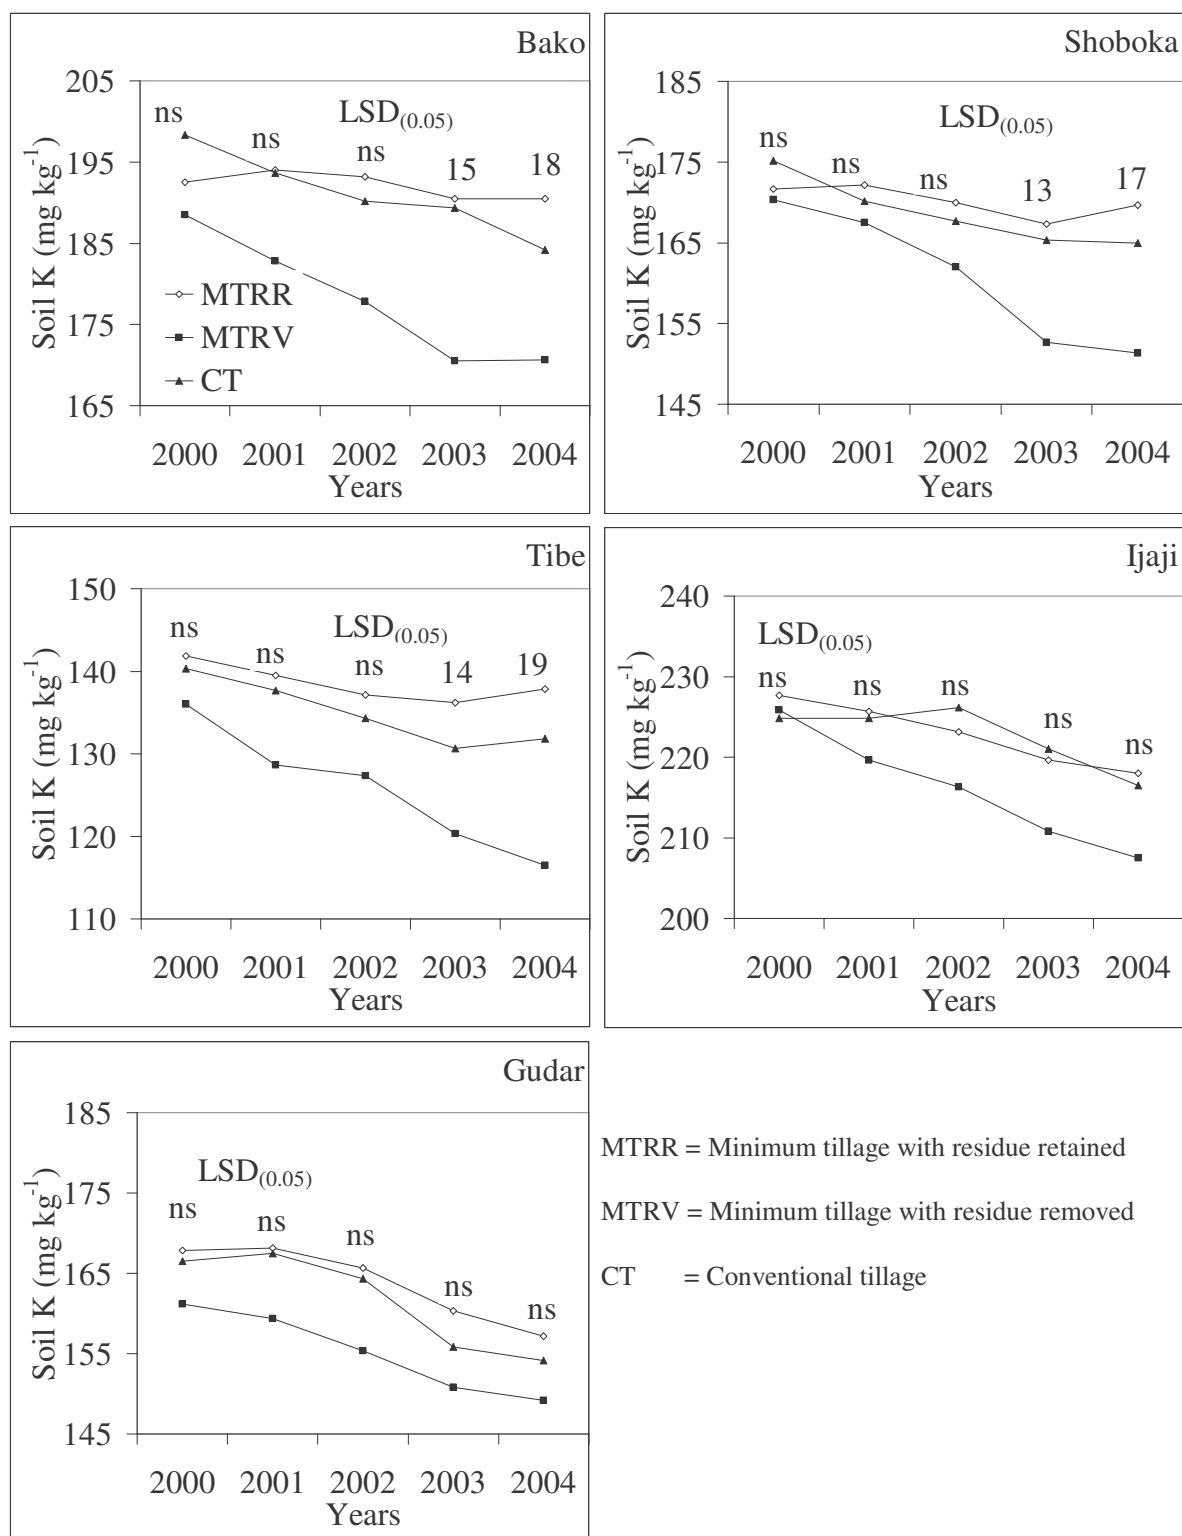 Bako
205
195
185
175
165
Soil K (mg kg⁻¹)
LSD(0.05)
ns
ns
ns
15
18
MTRR
MTRV
CT
2000 2001 2002 2003 2004
Years
Shoboka
185
175
165
155
145
Soil K (mg kg⁻¹)
LSD(0.05)
ns
ns
ns
13
17
2000 2001 2002 2003 2004
Years
Tibe
150
140
130
120
110
Soil K (mg kg⁻¹)
LSD(0.05)
ns
ns
ns
14
19
2000 2001 2002 2003 2004
Years
Ijaji
240
230
220
210
200
Soil K (mg kg⁻¹)
LSD(0.05)
ns
ns
ns
ns
ns
2000 2001 2002 2003 2004
Years
Gudar
185
175
165
155
145
Soil K (mg kg⁻¹)
LSD(0.05)
ns
ns
ns
ns
ns
2000 2001 2002 2003 2004
Years
MTRR = Minimum tillage with residue retained
MTRV = Minimum tillage with residue removed
CT = Conventional tillage